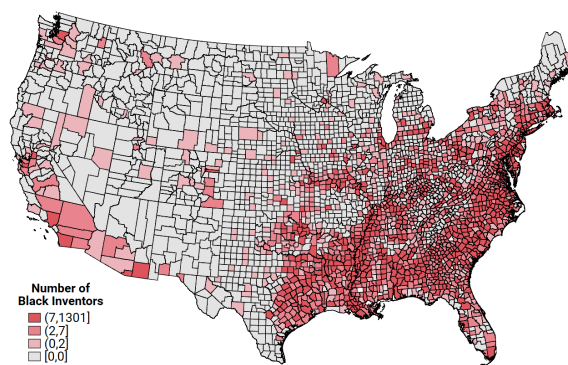 Number of
Black Inventors
(7,1301]
(2,7]
(0,2]
[0,0]